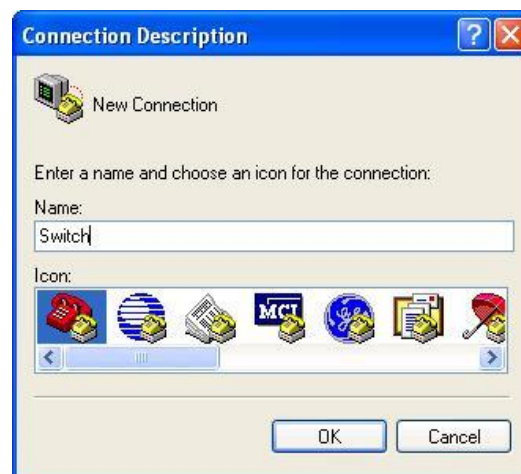 Connection Description
New Connection
Enter a name and choose an icon for the connection:
Name:
Switch
Icon:
MCI
OK
Cancel